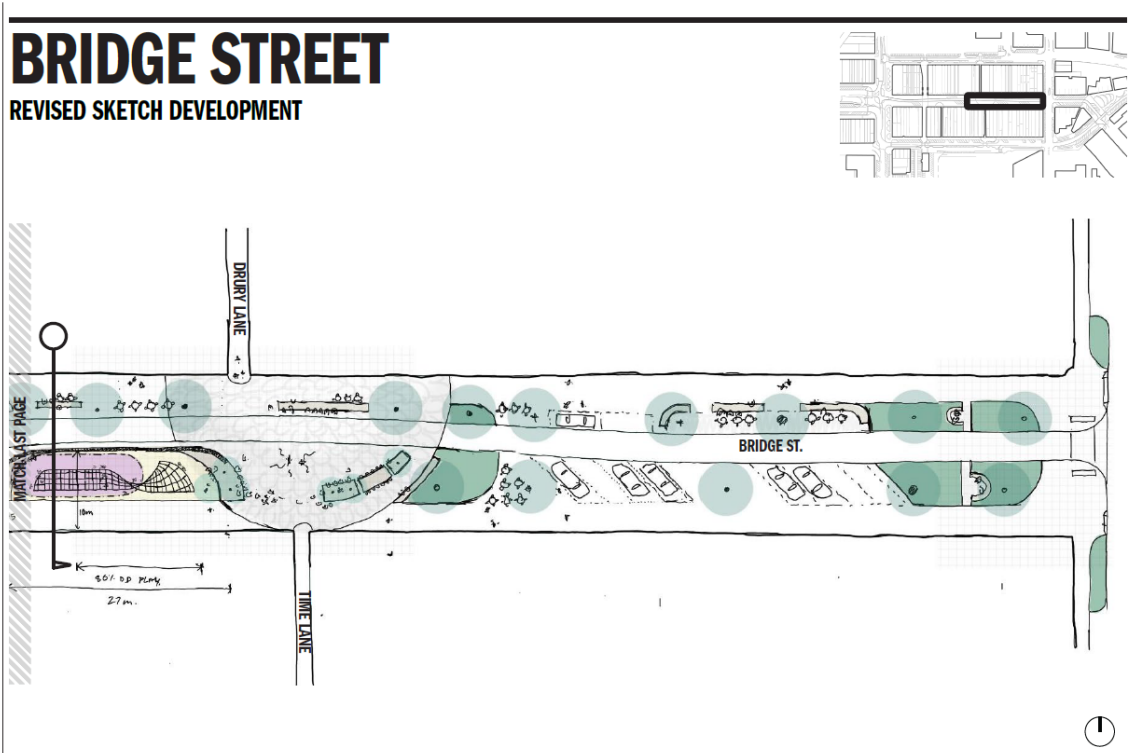 BRIDGE STREET
REVISED SKETCH DEVELOPMENT
DRURY LANE
MATCH LAST PAGE
BRIDGE ST.
10m
27m.
TIME LANE